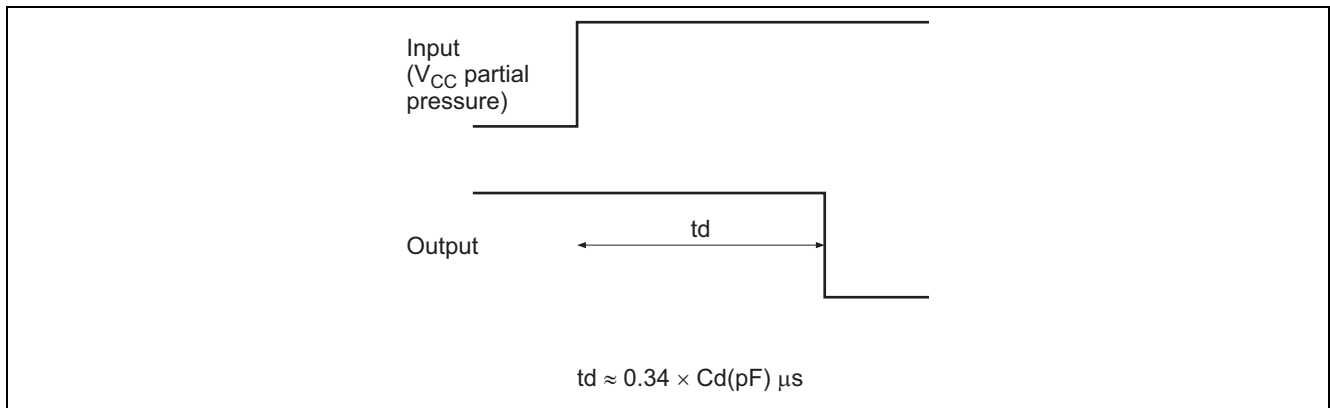 Input
(VCC partial
pressure)
td
Output
td ≈ 0.34 × Cd(pF) μs